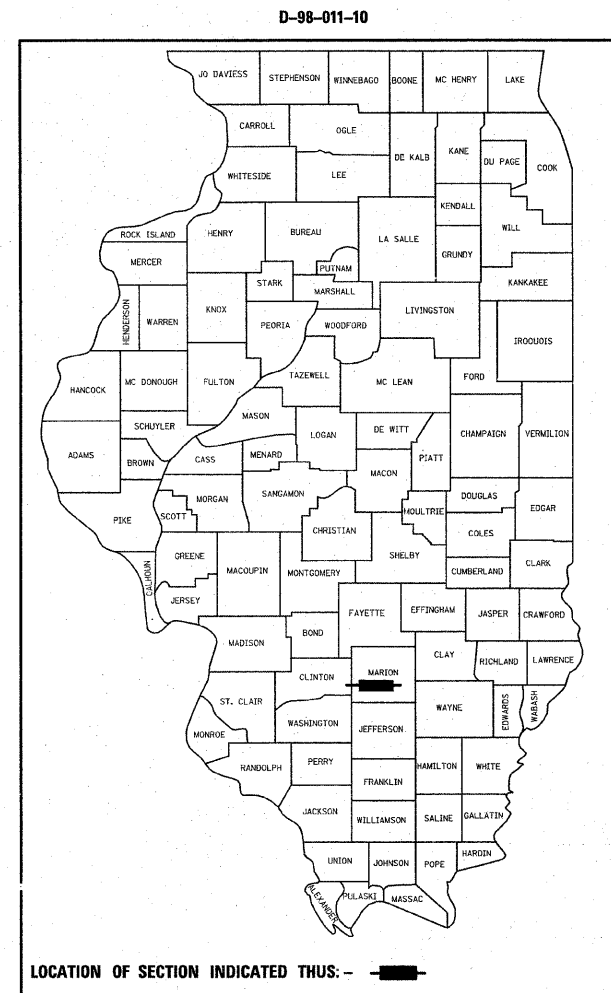 D-98-011-10
JO DAVIESS
STEPHENSON
WINNEBAGO
BOONE
MC HENRY
LAKE
CARROLL
OGLE
DE KALB
KANE
DU PAGE
COOK
WHITESIDE
LEE
KENDALL
WILL
ROCK ISLAND
HENRY
BUREAU
LA SALLE
GRUNDY
MERCER
PUTNAM
STARK
MARSHALL
KANKAKEE
HENDERSON
WARREN
KNOX
PEORIA
WOODFORD
LIVINGSTON
IROQUOIS
HANCOCK
MC DONOUGH
FULTON
TAZEWELL
MC LEAN
FORD
MASON
SCHUYLER
LOGAN
DE WITT
CHAMPAIGN
VERMILION
ADAMS
BROWN
CASS
MENARD
MACON
PIATT
PIKE
SCOTT
MORGAN
SANGAMON
CHRISTIAN
MOULTRIE
DOUGLAS
EDGAR
COLES
GREENE
MACOUPIN
MONTGOMERY
SHELBY
CUMBERLAND
CLARK
CALHOUN
JERSEY
FAYETTE
EFFINGHAM
JASPER
CRAWFORD
MADISON
BOND
CLAY
RICHLAND
LAWRENCE
CLINTON
MARION
ST. CLAIR
WAYNE
EDWARDS
WABASH
WASHINGTON
JEFFERSON
MONROE
RANDOLPH
PERRY
HAMILTON
WHITE
FRANKLIN
JACKSON
WILLIAMSON
SALINE
GALLATIN
UNION
JOHNSON
POPE
HARDIN
ALEXANDER
PULASKI
MASSAC
LOCATION OF SECTION INDICATED THUS:-